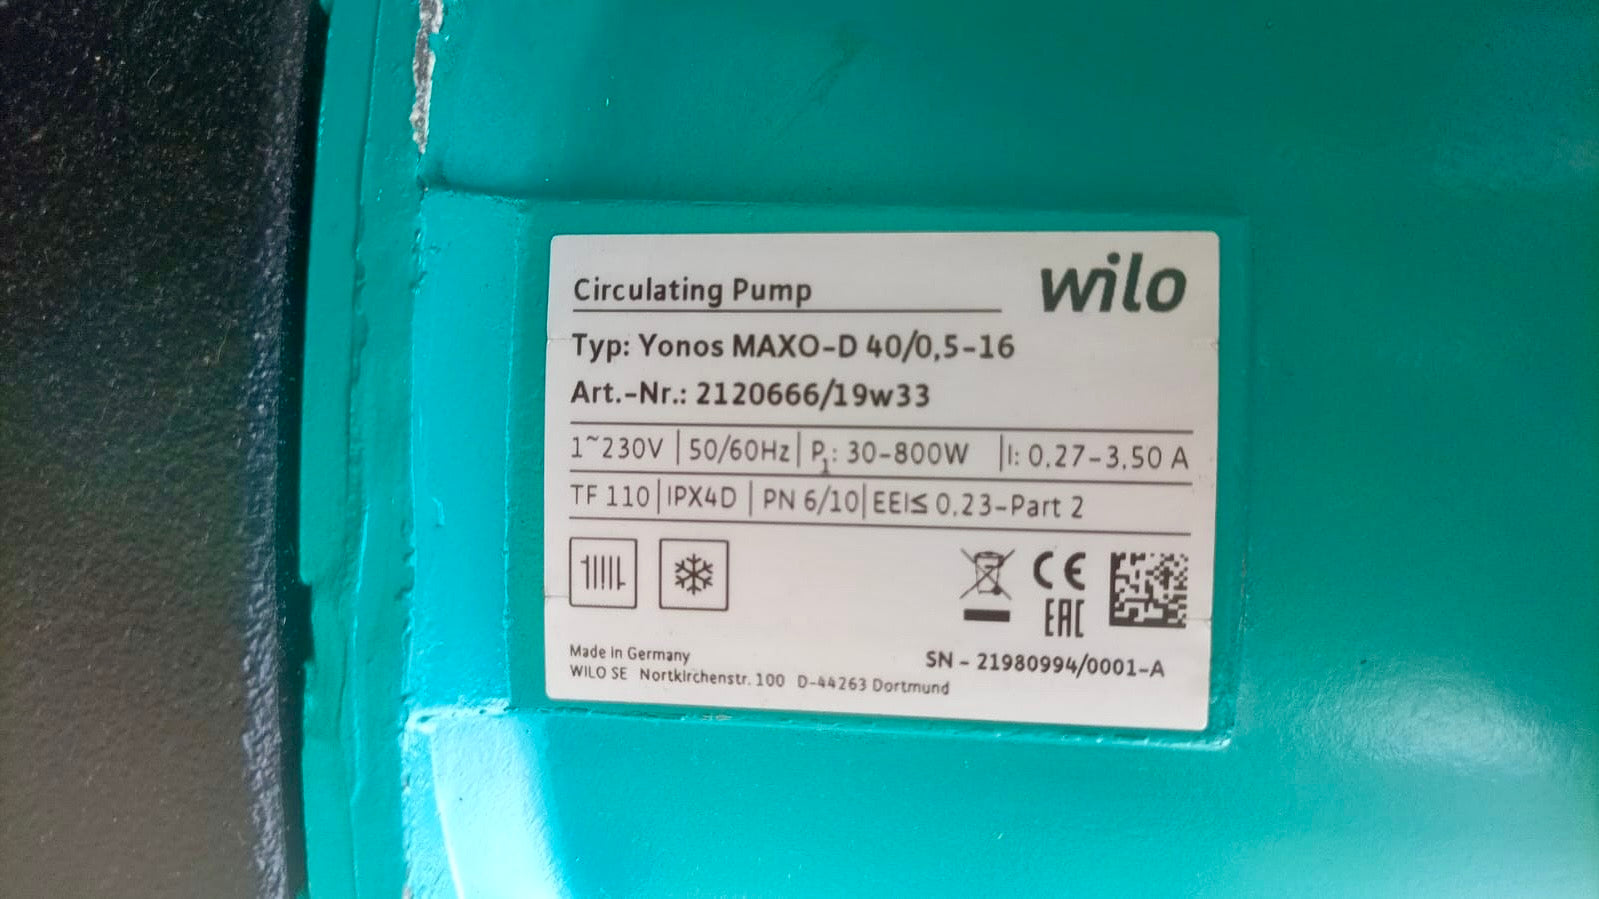 wilo
Circulating Pump
Typ: Yonos MAXO-D 40/0,5-16
Art.-Nr.: 2120666/19w33
1~230V | 50/60Hz | P1: 30-800W | I: 0.27-3.50 A
TF 110 | IPX4D | PN 6/10 | EEI≤ 0.23-Part 2
CE
EAC
Made in Germany
WILO SE Nortkirchenstr. 100 D-44263 Dortmund
SN - 21980994/0001-A